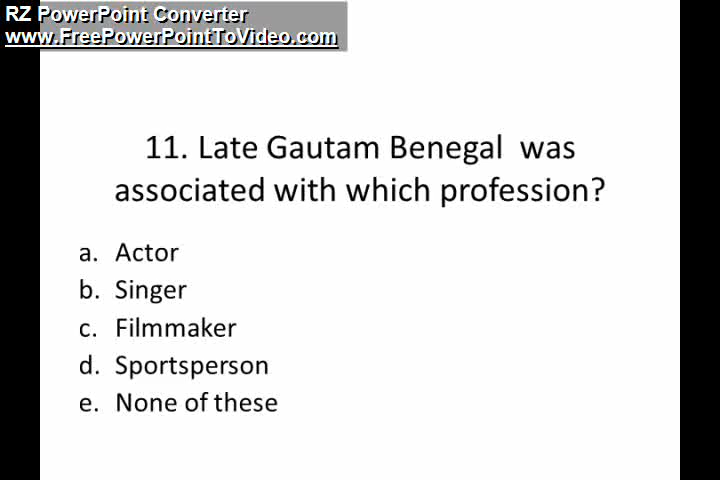 RZ PowerPoint Converter
www.FreePowerPointToVideo.com
11. Late Gautam Benegal was
associated with which profession?
a. Actor
b. Singer
c. Filmmaker
d. Sportsperson
e. None of these